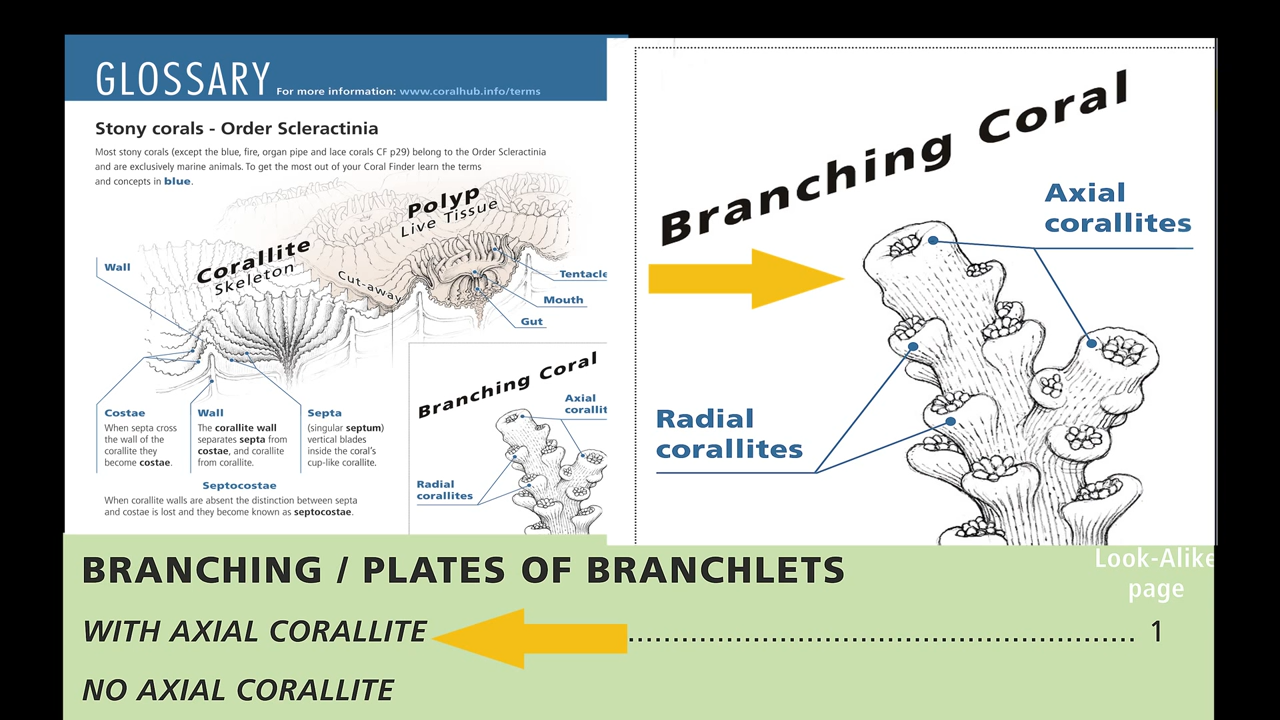 GLOSSARY For more information: www.coralhub.info/terms
Stony corals - Order Scleractinia
Most stony corals (except the blue, fire, organ pipe and lace corals CF p29) belong to the Order Scleractinia
and are exclusively marine animals. To get the most out of your Coral Finder learn the terms
and concepts in blue.
Polyp
Live Tissue
Corallite
Skeleton
Cut-away
Wall
Tentacle
Mouth
Gut
Costae
When septa cross
the wall of the
corallite they
become costae.
Wall
The corallite wall
separates septa from
costae, and corallite
from corallite.
Septa
(singular septum)
vertical blades
inside the coral's
cup-like corallite.
Septocostae
When corallite walls are absent the distinction between septa
and costae is lost and they become known as septocostae.
Branching Coral
Axial
corallit
Radial
corallites
Branching Coral
Axial
corallites
Radial
corallites
BRANCHING / PLATES OF BRANCHLETS
Look-Alike
page
WITH AXIAL CORALLITE ........................................................ 1
NO AXIAL CORALLITE